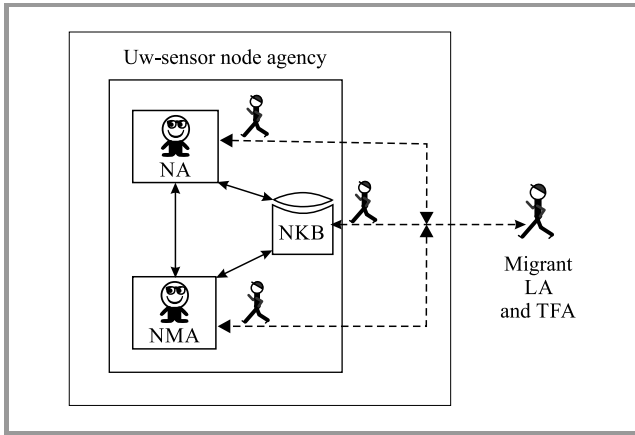 Uw-sensor node agency
NA
NKB
NMA
Migrant
LA
and TFA